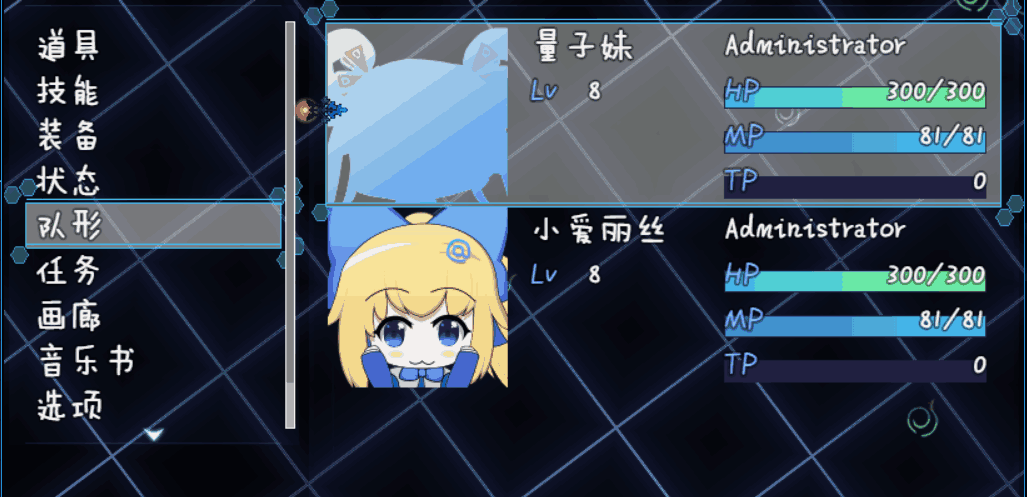 道具
技能
装备
状态
队形
任务
画廊
音乐书
选项
量子妹 Administrator
Lv 8 HP 300/300
MP 81/81
TP 0
@
小爱丽丝 Administrator
Lv 8 HP 300/300
MP 81/81
TP 0